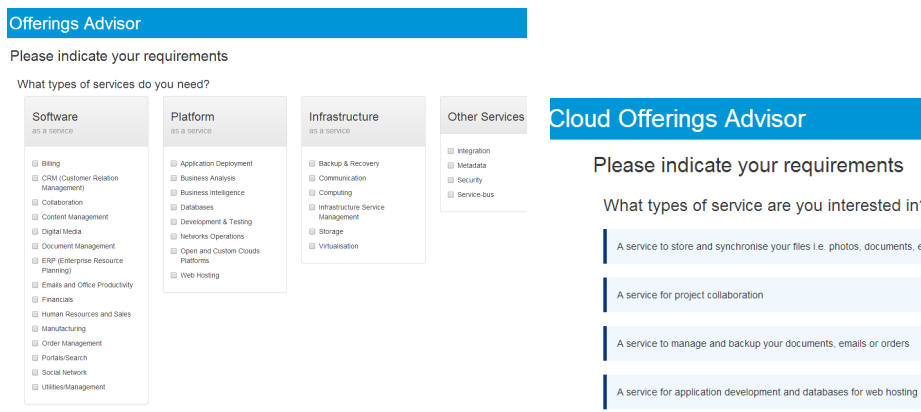 Offerings Advisor
Please indicate your requirements
What types of services do you need?
Software
as a service
Billing
CRM (Customer Relation
Management)
Collaboration
Content Management
Digital Media
Document Management
ERP (Enterprise Resource
Planning)
Emails and Office Productivity
Financials
Human Resources and Sales
Manufacturing
Order Management
Portals/Search
Social Network
Utilities/Management
Platform
as a service
Application Deployment
Business Analysis
Business Intelligence
Databases
Development & Testing
Networks Operations
Open and Custom Clouds
Platforms
Web Hosting
Infrastructure
as a service
Backup & Recovery
Communication
Computing
Infrastructure Service
Management
Storage
Virtualisation
Other Services
Integration
Metadata
Security
Service-bus
Cloud Offerings Advisor
Please indicate your requirements
What types of service are you interested in?
A service to store and synchronise your files i.e. photos, documents,
A service for project collaboration
A service to manage and backup your documents, emails or orders
A service for application development and databases for web hosting